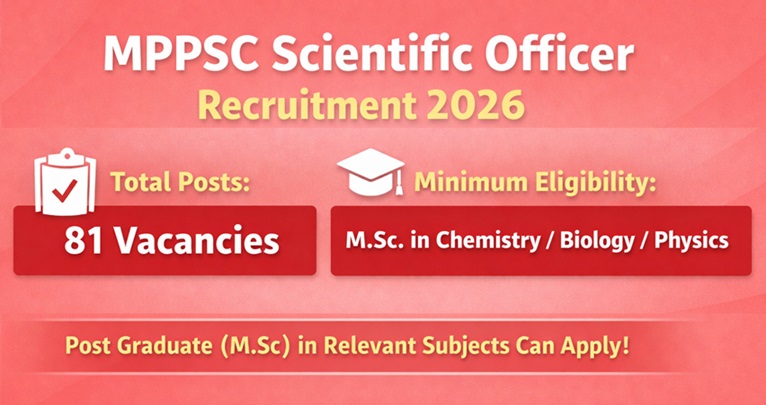 MPPSC Scientific Officer
Recruitment 2026
Total Posts:
81 Vacancies
Minimum Eligibility:
M.Sc. in Chemistry / Biology / Physics
Post Graduate (M.Sc) in Relevant Subjects Can Apply!